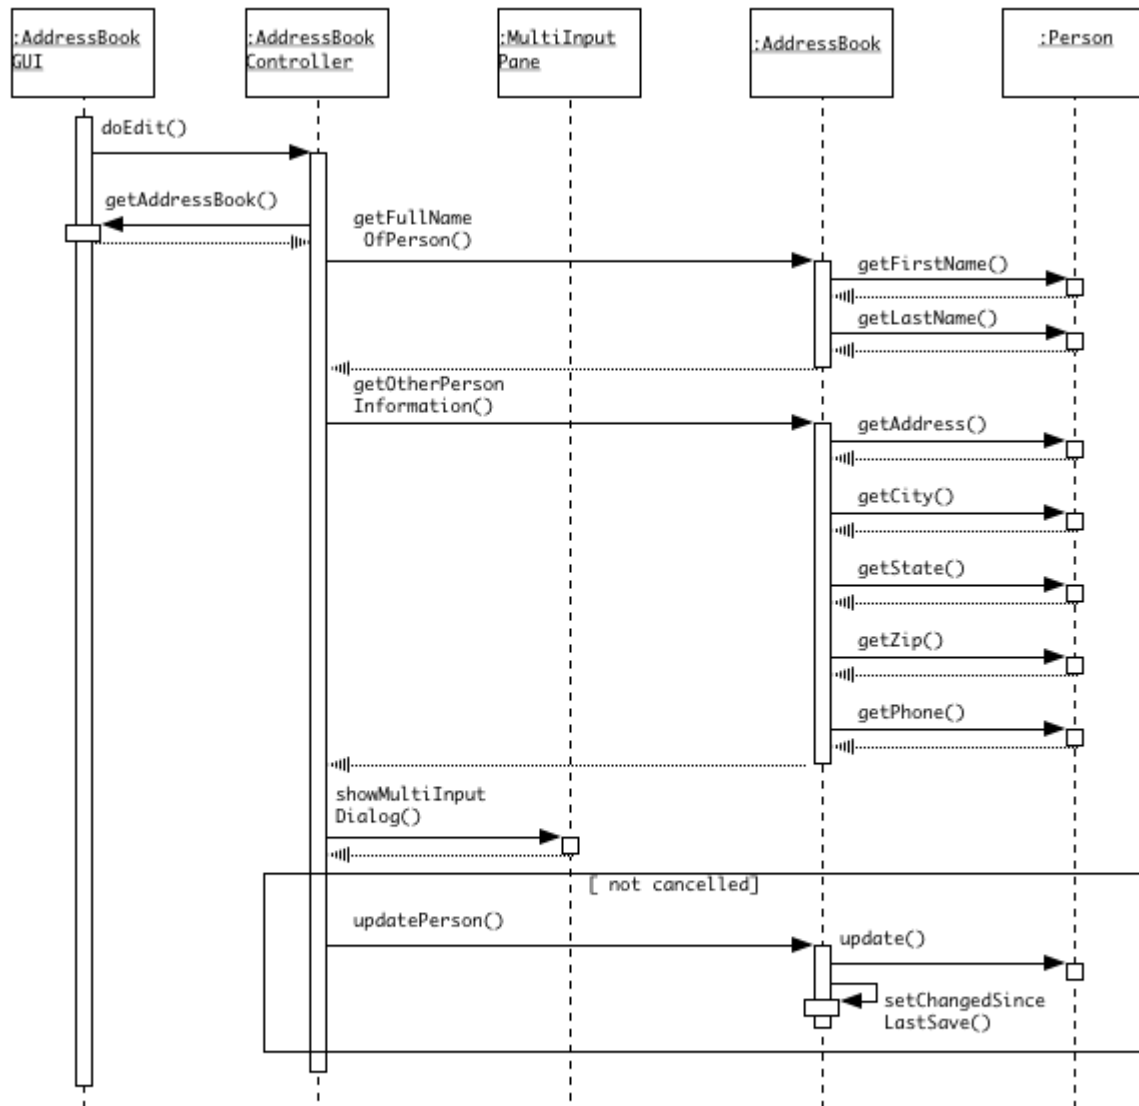 :AddressBook
GUI
:AddressBook
Controller
:MultiInput
Pane
:AddressBook
:Person
doEdit()
getAddressBook()
getFullName
OfPerson()
getFirstName()
getLastName()
getOtherPerson
Information()
getAddress()
getCity()
getState()
getZip()
getPhone()
showMultiInput
Dialog()
[ not cancelled]
updatePerson()
update()
setChangedSince
LastSave()